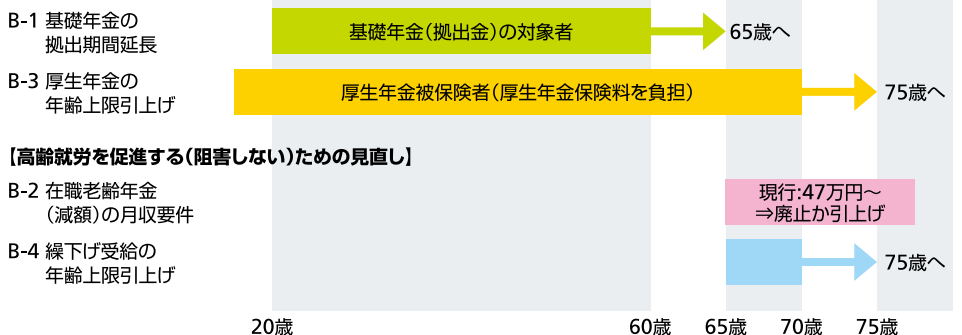 B-1 基礎年金の
拠出期間延長
基礎年金(拠出金)の対象者
65歳へ
B-3 厚生年金の
年齢上限引上げ
厚生年金被保険者(厚生年金保険料を負担)
75歳へ
【高齢就労を促進する(阻害しない)ための見直し】
B-2 在職老齢年金
(減額)の月収要件
現行:47万円〜
⇒廃止か引上げ
B-4 繰下げ受給の
年齢上限引上げ
75歳へ
20歳 60歳 65歳 70歳 75歳